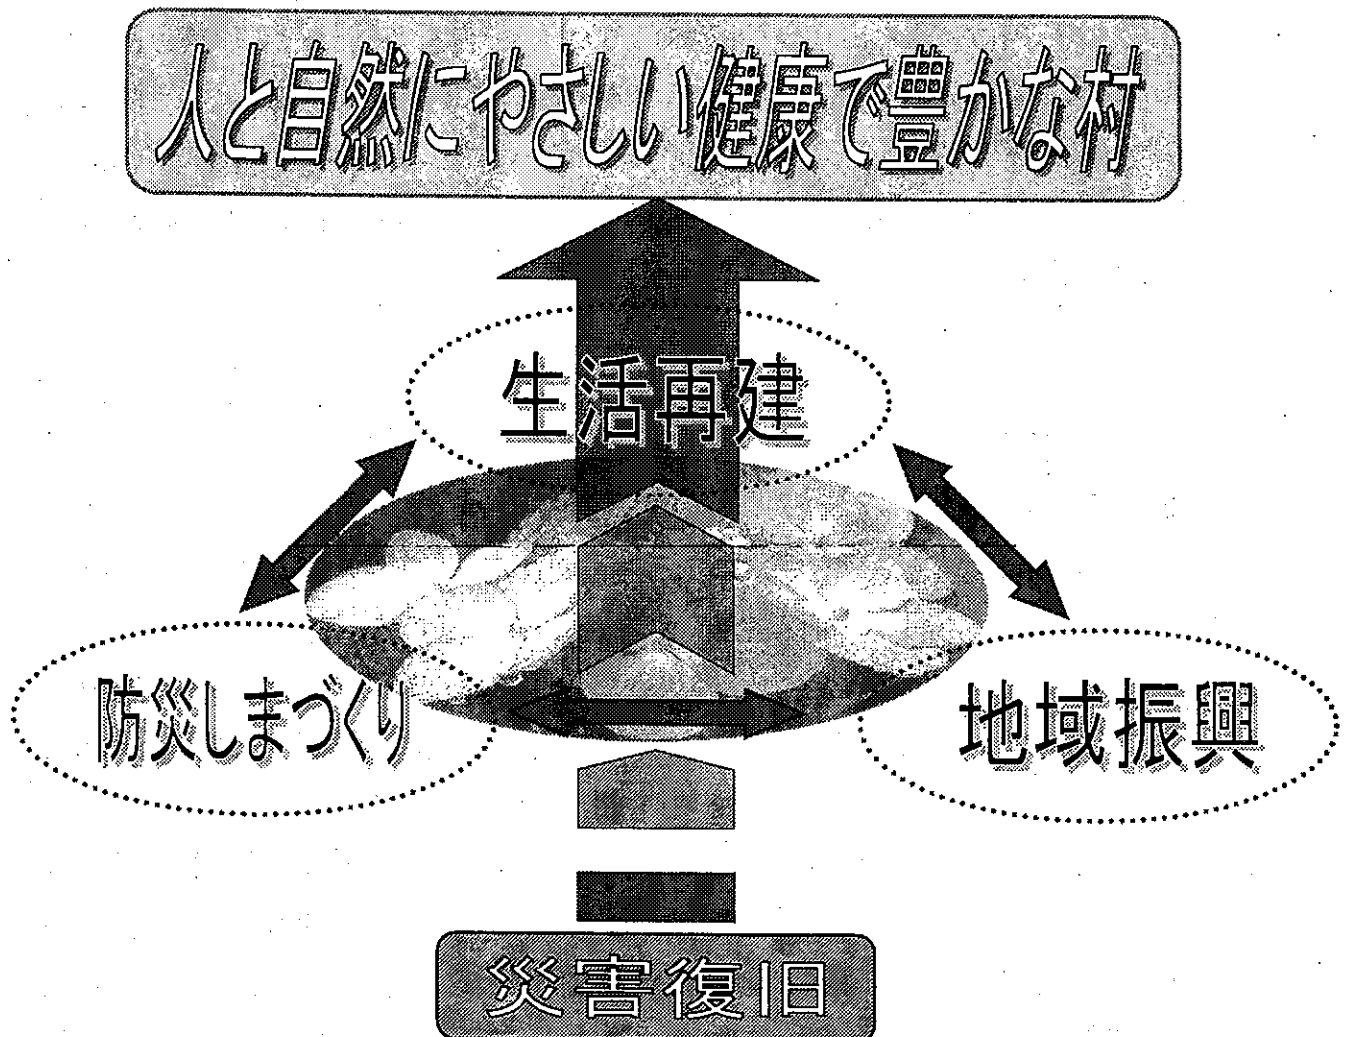 人と自然にやさしい健康で豊かな村
生活再建
防災しまづくり
地域振興
災害復旧